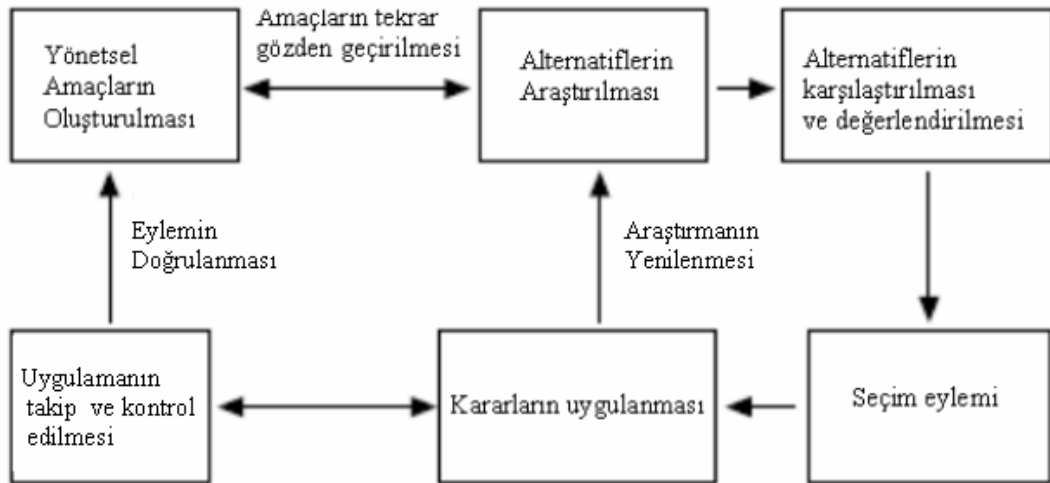 Yönetsel
Amaçların
Oluşturulması
Amaçların tekrar
gözden geçirilmesi
Alternatiflerin
Araştırılması
Alternatiflerin
karşılaştırılması
ve değerlendirilmesi
Eylemin
Doğrulanması
Araştırmanın
Yenilenmesi
Uygulamanın
takip ve kontrol
edilmesi
Kararların uygulanması
Seçim eylemi